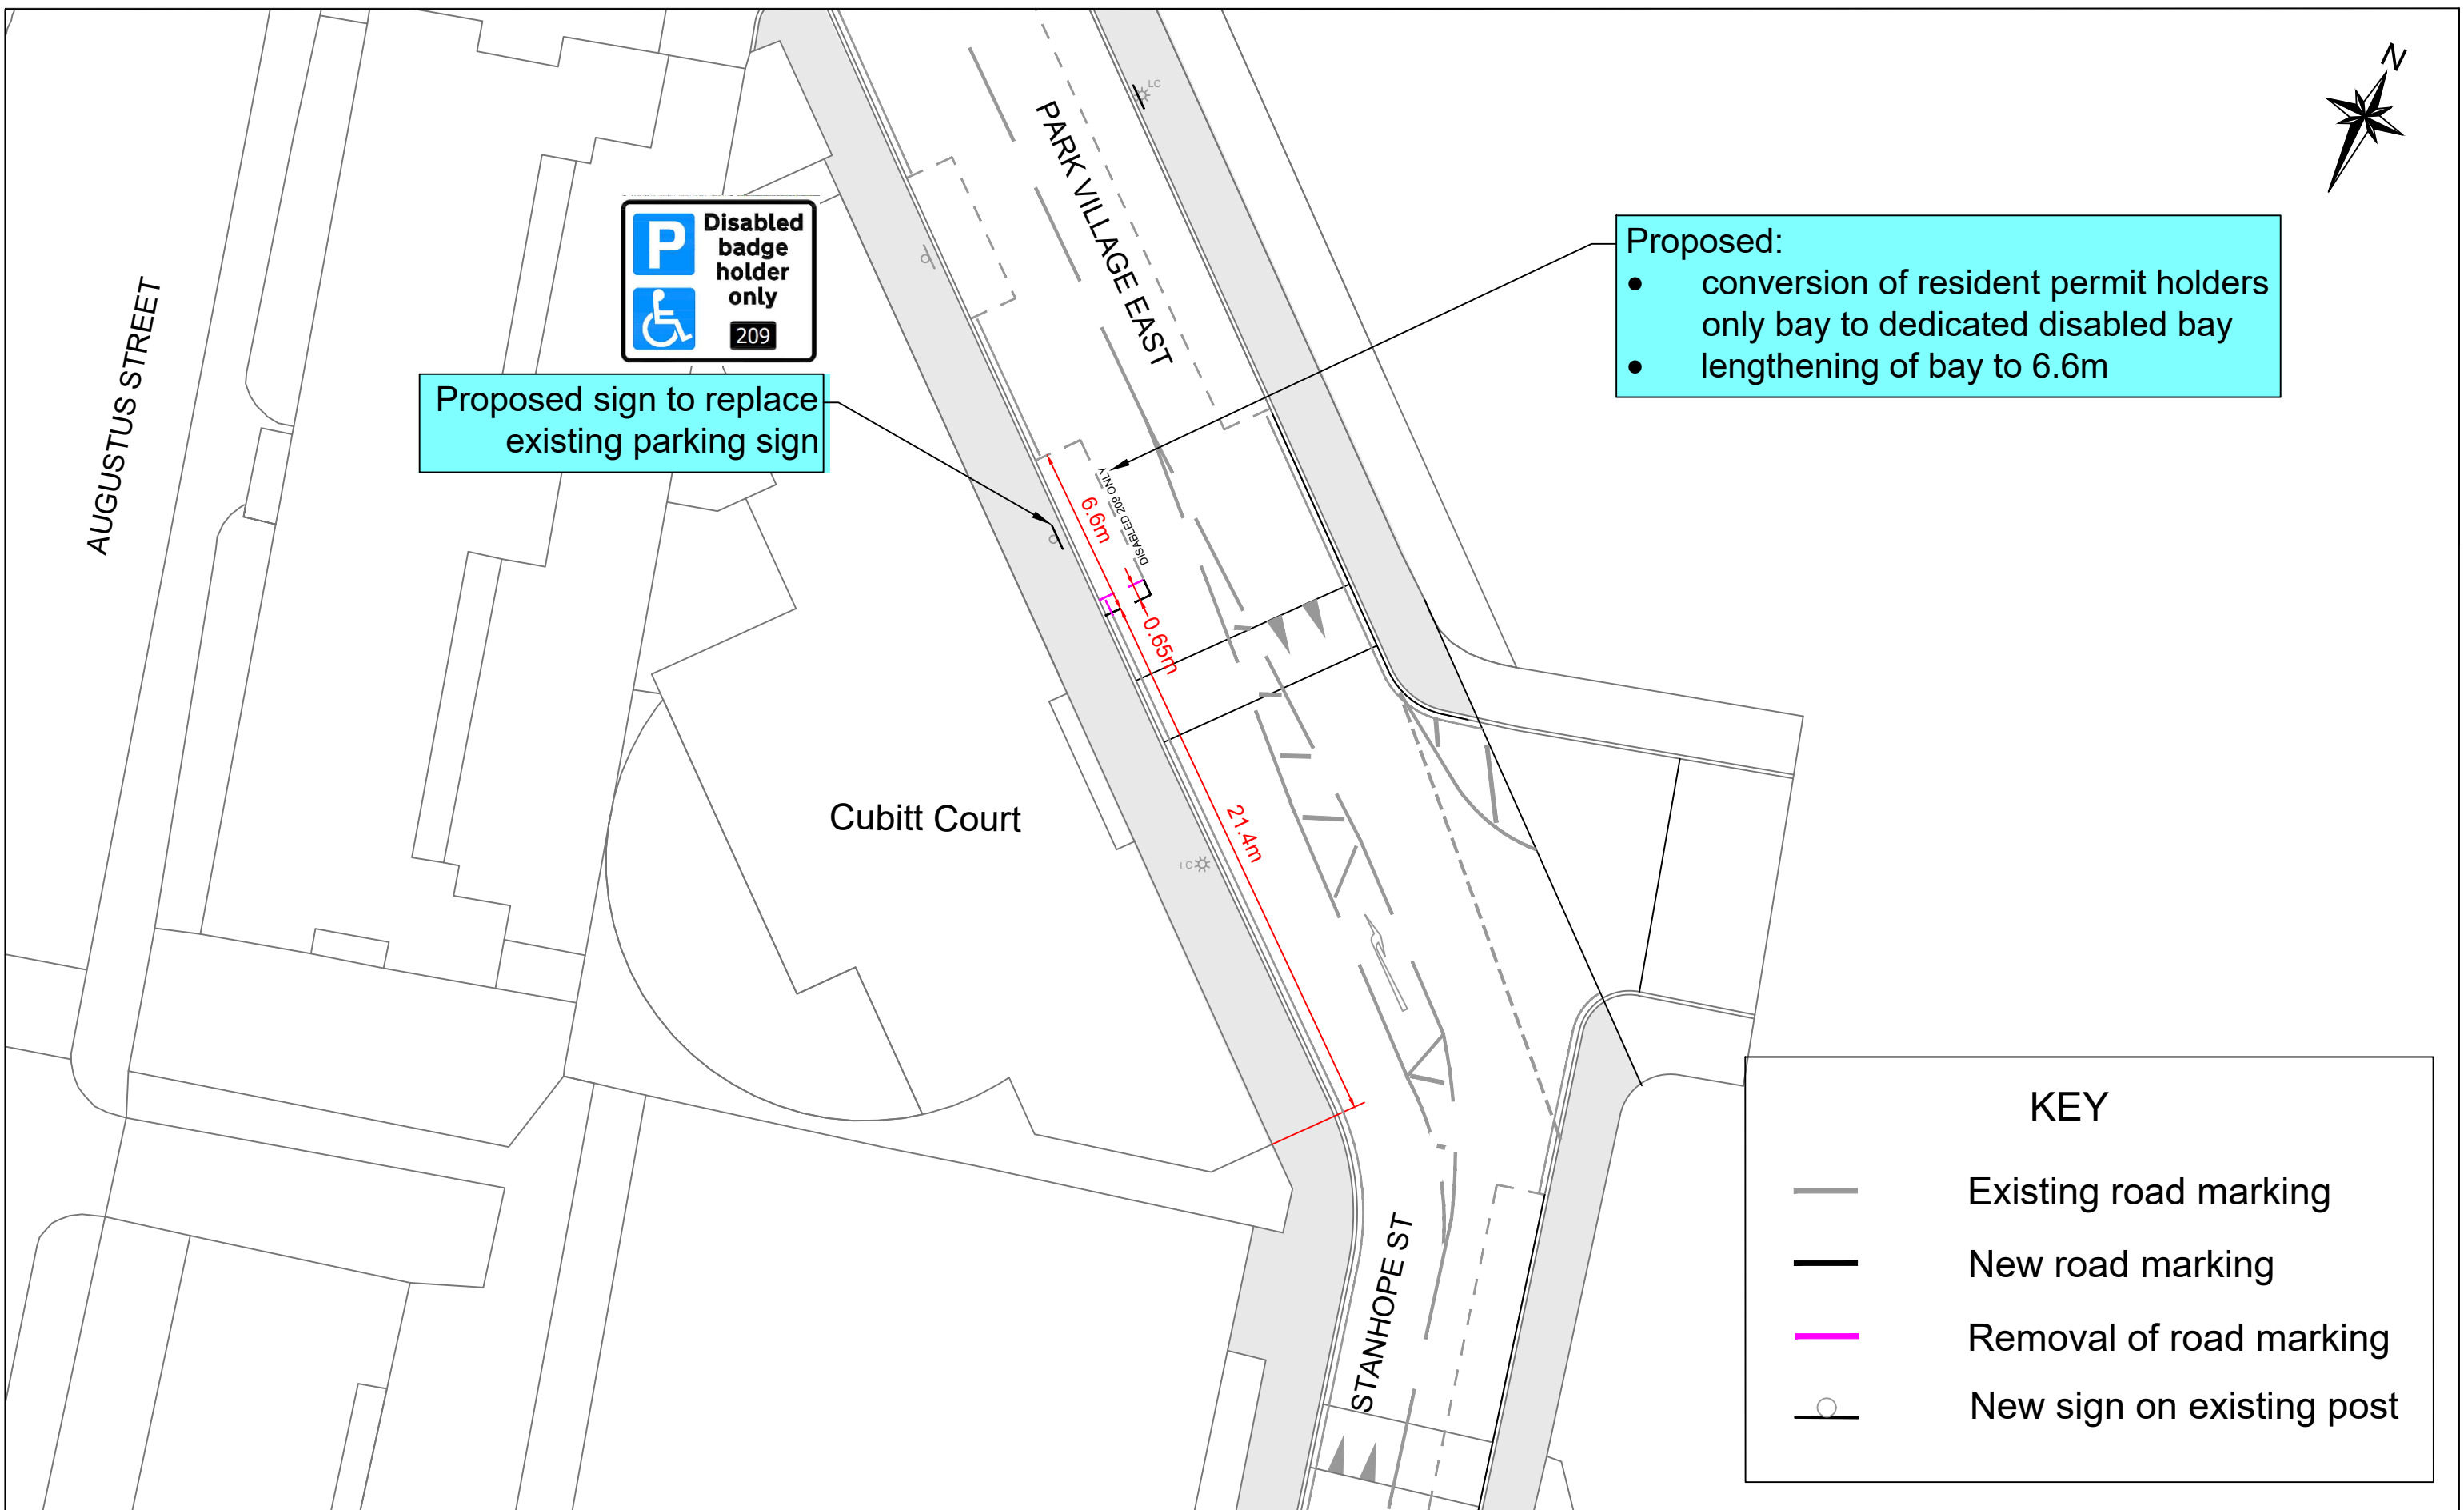 N
LC
PARK VILLAGE EAST
Disabled
badge
holder
only
P
209
Proposed:
● conversion of resident permit holders
only bay to dedicated disabled bay
● lengthening of bay to 6.6m
AUGUSTUS STREET
Proposed sign to replace
existing parking sign
DISABLED 209 ONLY
6.6m
0.65m
Cubitt Court
21.4m
LC
STANHOPE ST
KEY
Existing road marking
New road marking
Removal of road marking
New sign on existing post